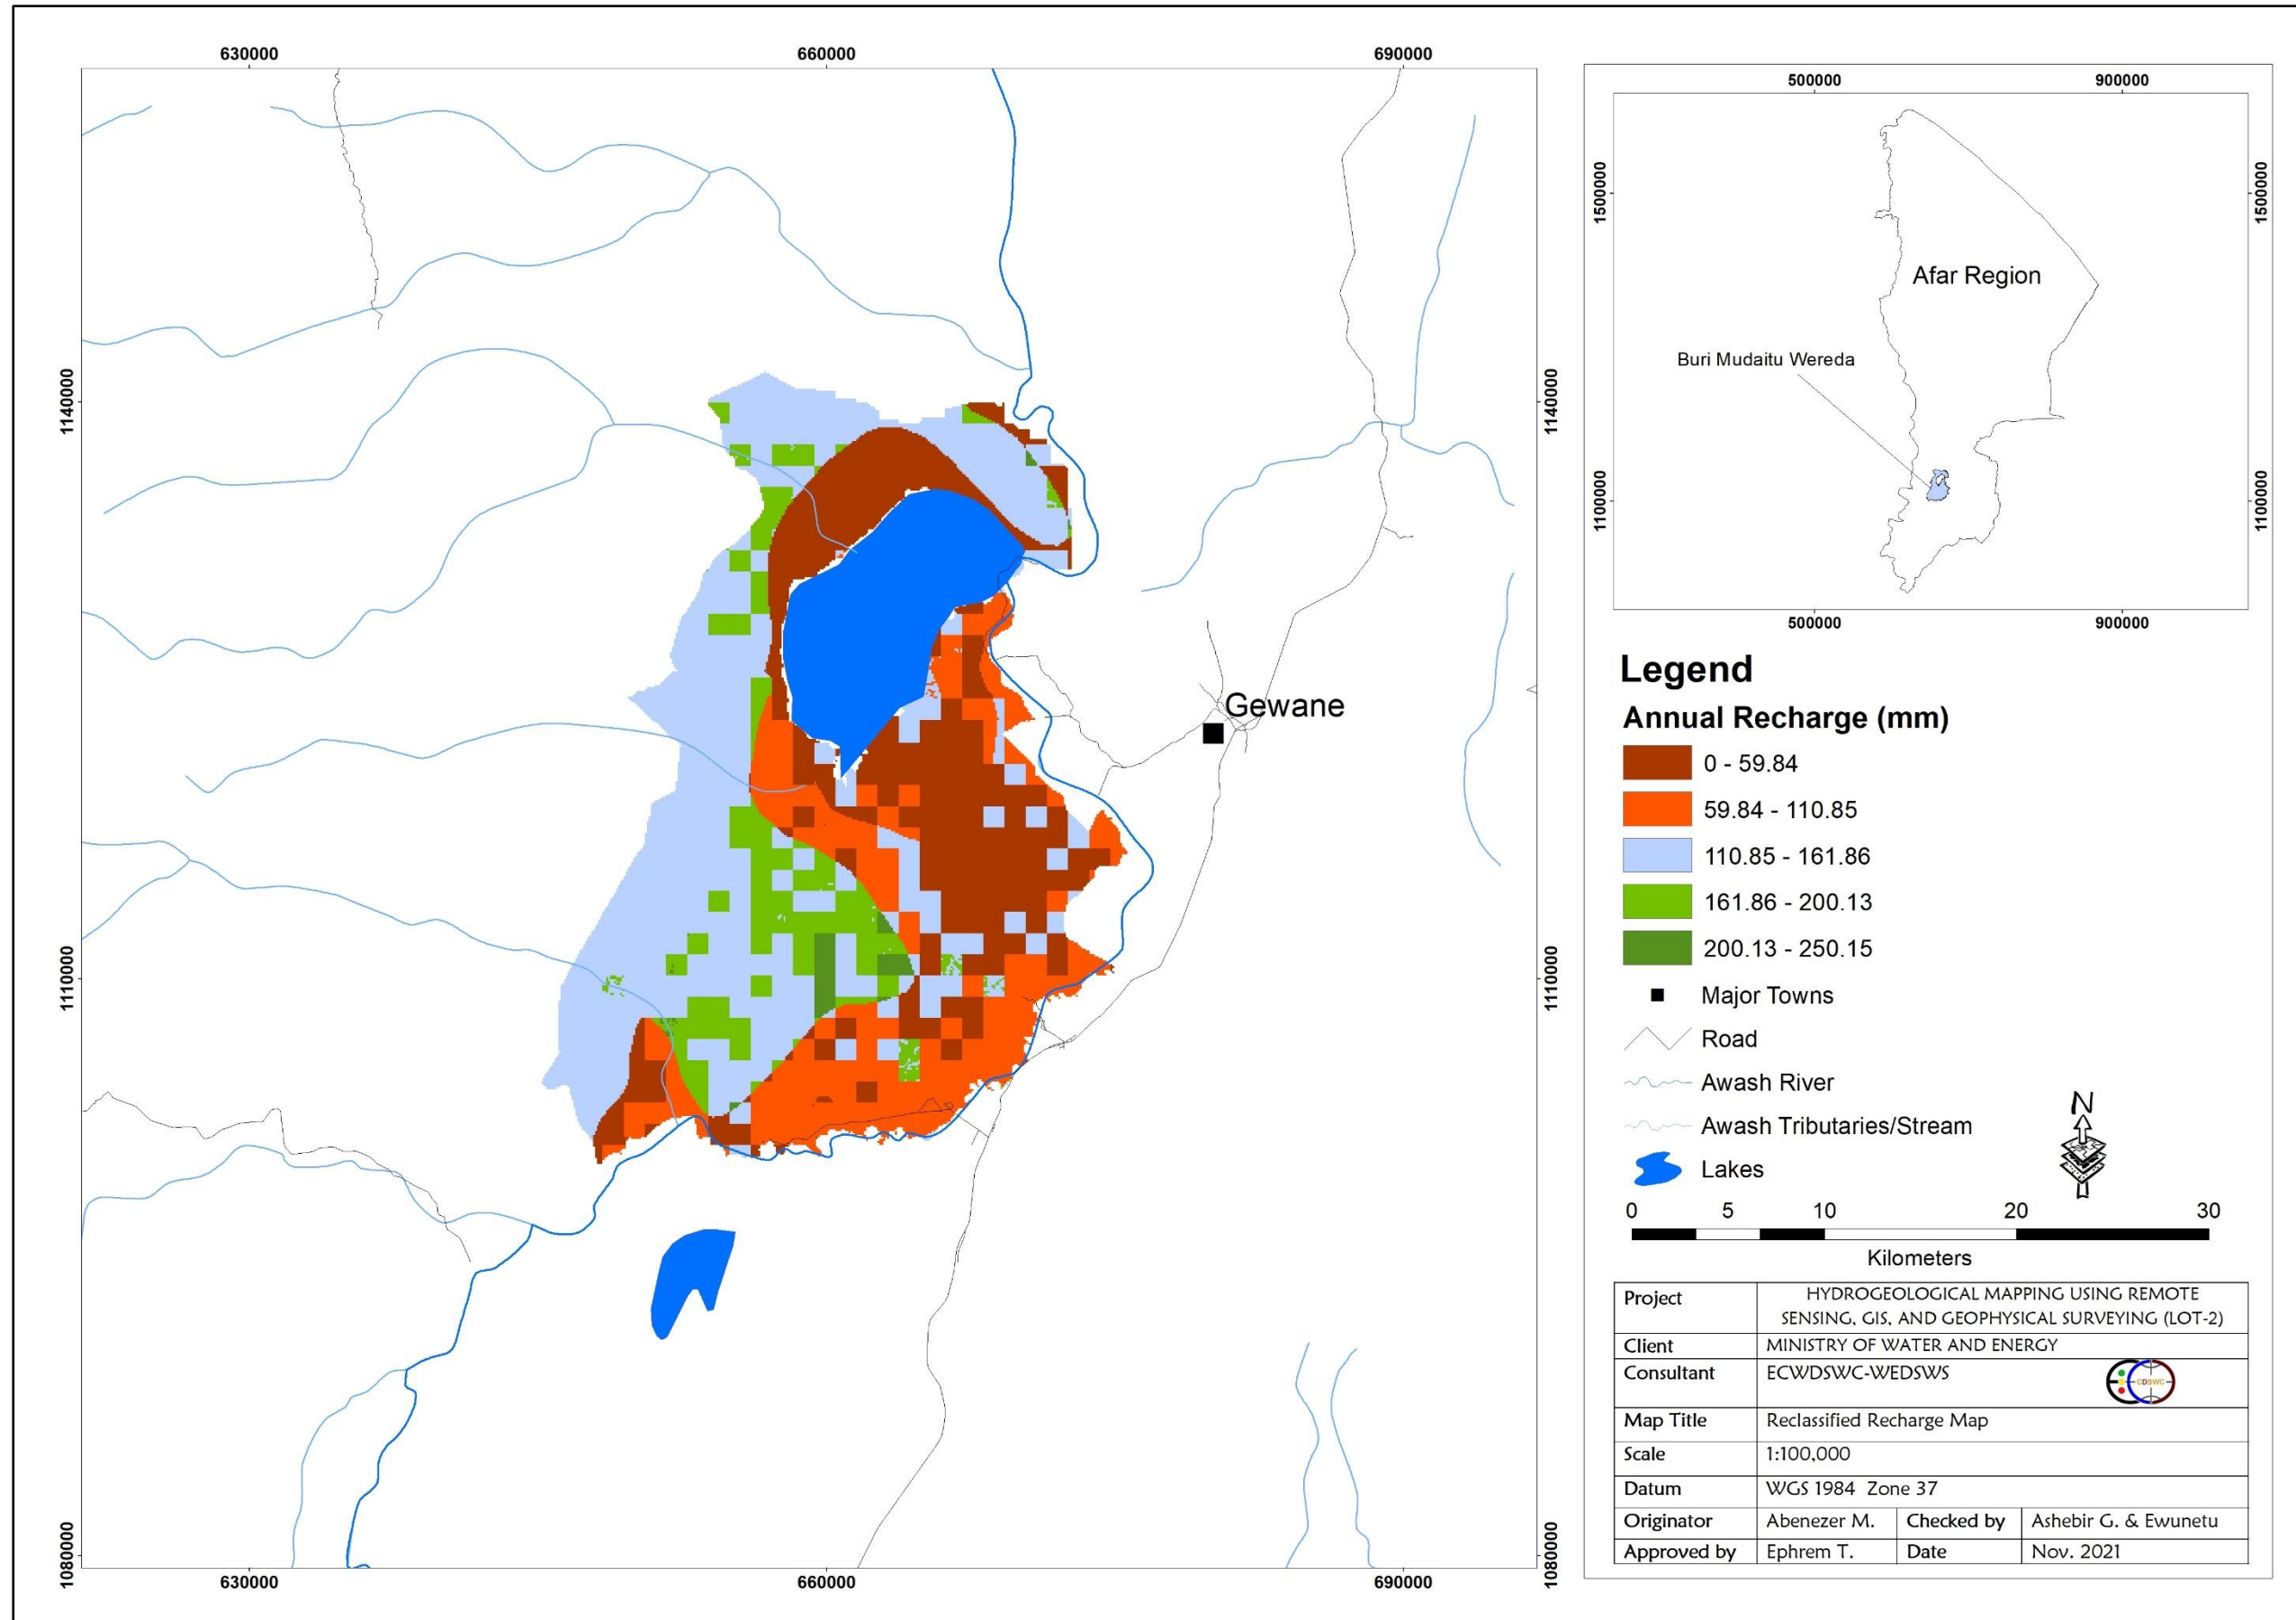 630000
660000
690000
1140000
1140000
Gewane
1110000
1110000
1080000
1080000
630000
660000
690000
500000
900000
1500000
1500000
Afar Region
Buri Mudaitu Wereda
1100000
1100000
500000
900000
Legend
Annual Recharge (mm)
0 - 59.84
59.84 - 110.85
110.85 - 161.86
161.86 - 200.13
200.13 - 250.15
Major Towns
Road
Awash River
Awash Tributaries/Stream
Lakes
N
0 5 10 20 30
Kilometers
Project
HYDROGEOLOGICAL MAPPING USING REMOTE
SENSING, GIS, AND GEOPHYSICAL SURVEYING (LOT-2)
Client MINISTRY OF WATER AND ENERGY
Consultant ECWDSWC-WEDSWS
CDSWC
Map Title Reclassified Recharge Map
Scale 1:100,000
Datum WGS 1984 Zone 37
Originator Abenezer M. Checked by Ashebir G. & Ewunetu
Approved by Ephrem T. Date Nov. 2021